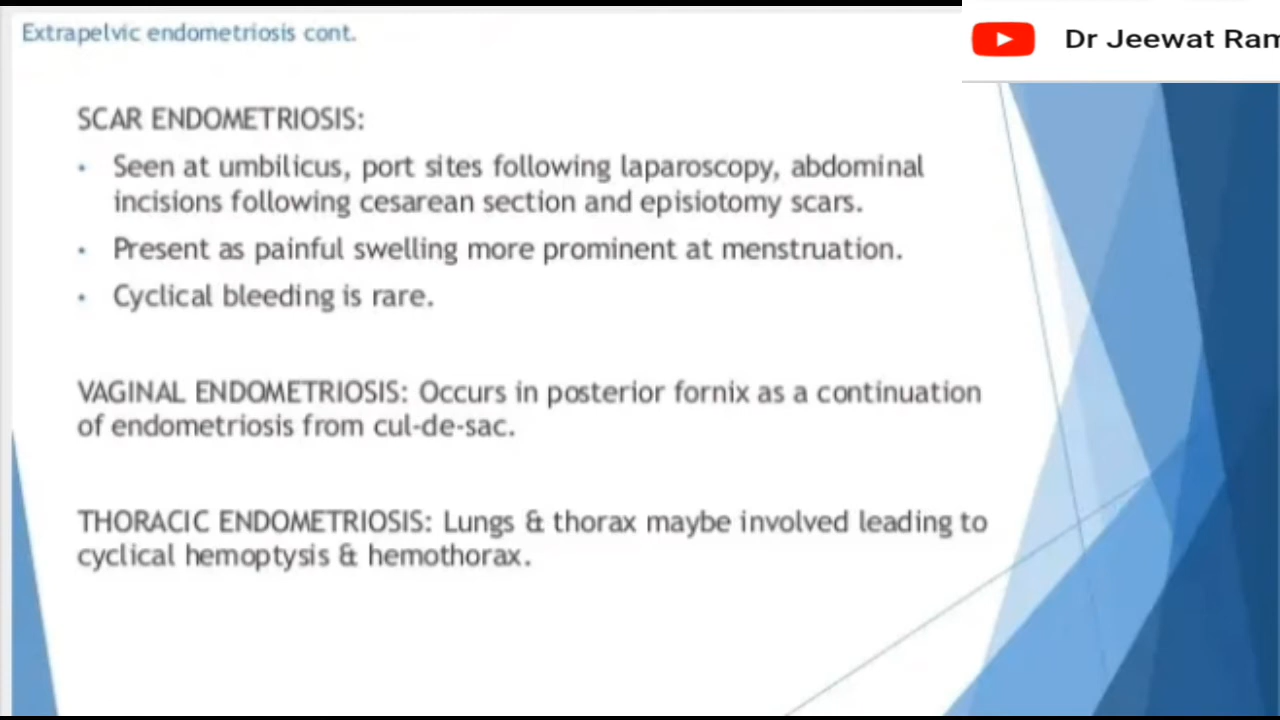 Extrapelvic endometriosis cont.
Dr Jeewat Ram
SCAR ENDOMETRIOSIS:
• Seen at umbilicus, port sites following laparoscopy, abdominal
incisions following cesarean section and episiotomy scars.
• Present as painful swelling more prominent at menstruation.
• Cyclical bleeding is rare.
VAGINAL ENDOMETRIOSIS: Occurs in posterior fornix as a continuation
of endometriosis from cul-de-sac.
THORACIC ENDOMETRIOSIS: Lungs & thorax maybe involved leading to
cyclical hemoptysis & hemothorax.